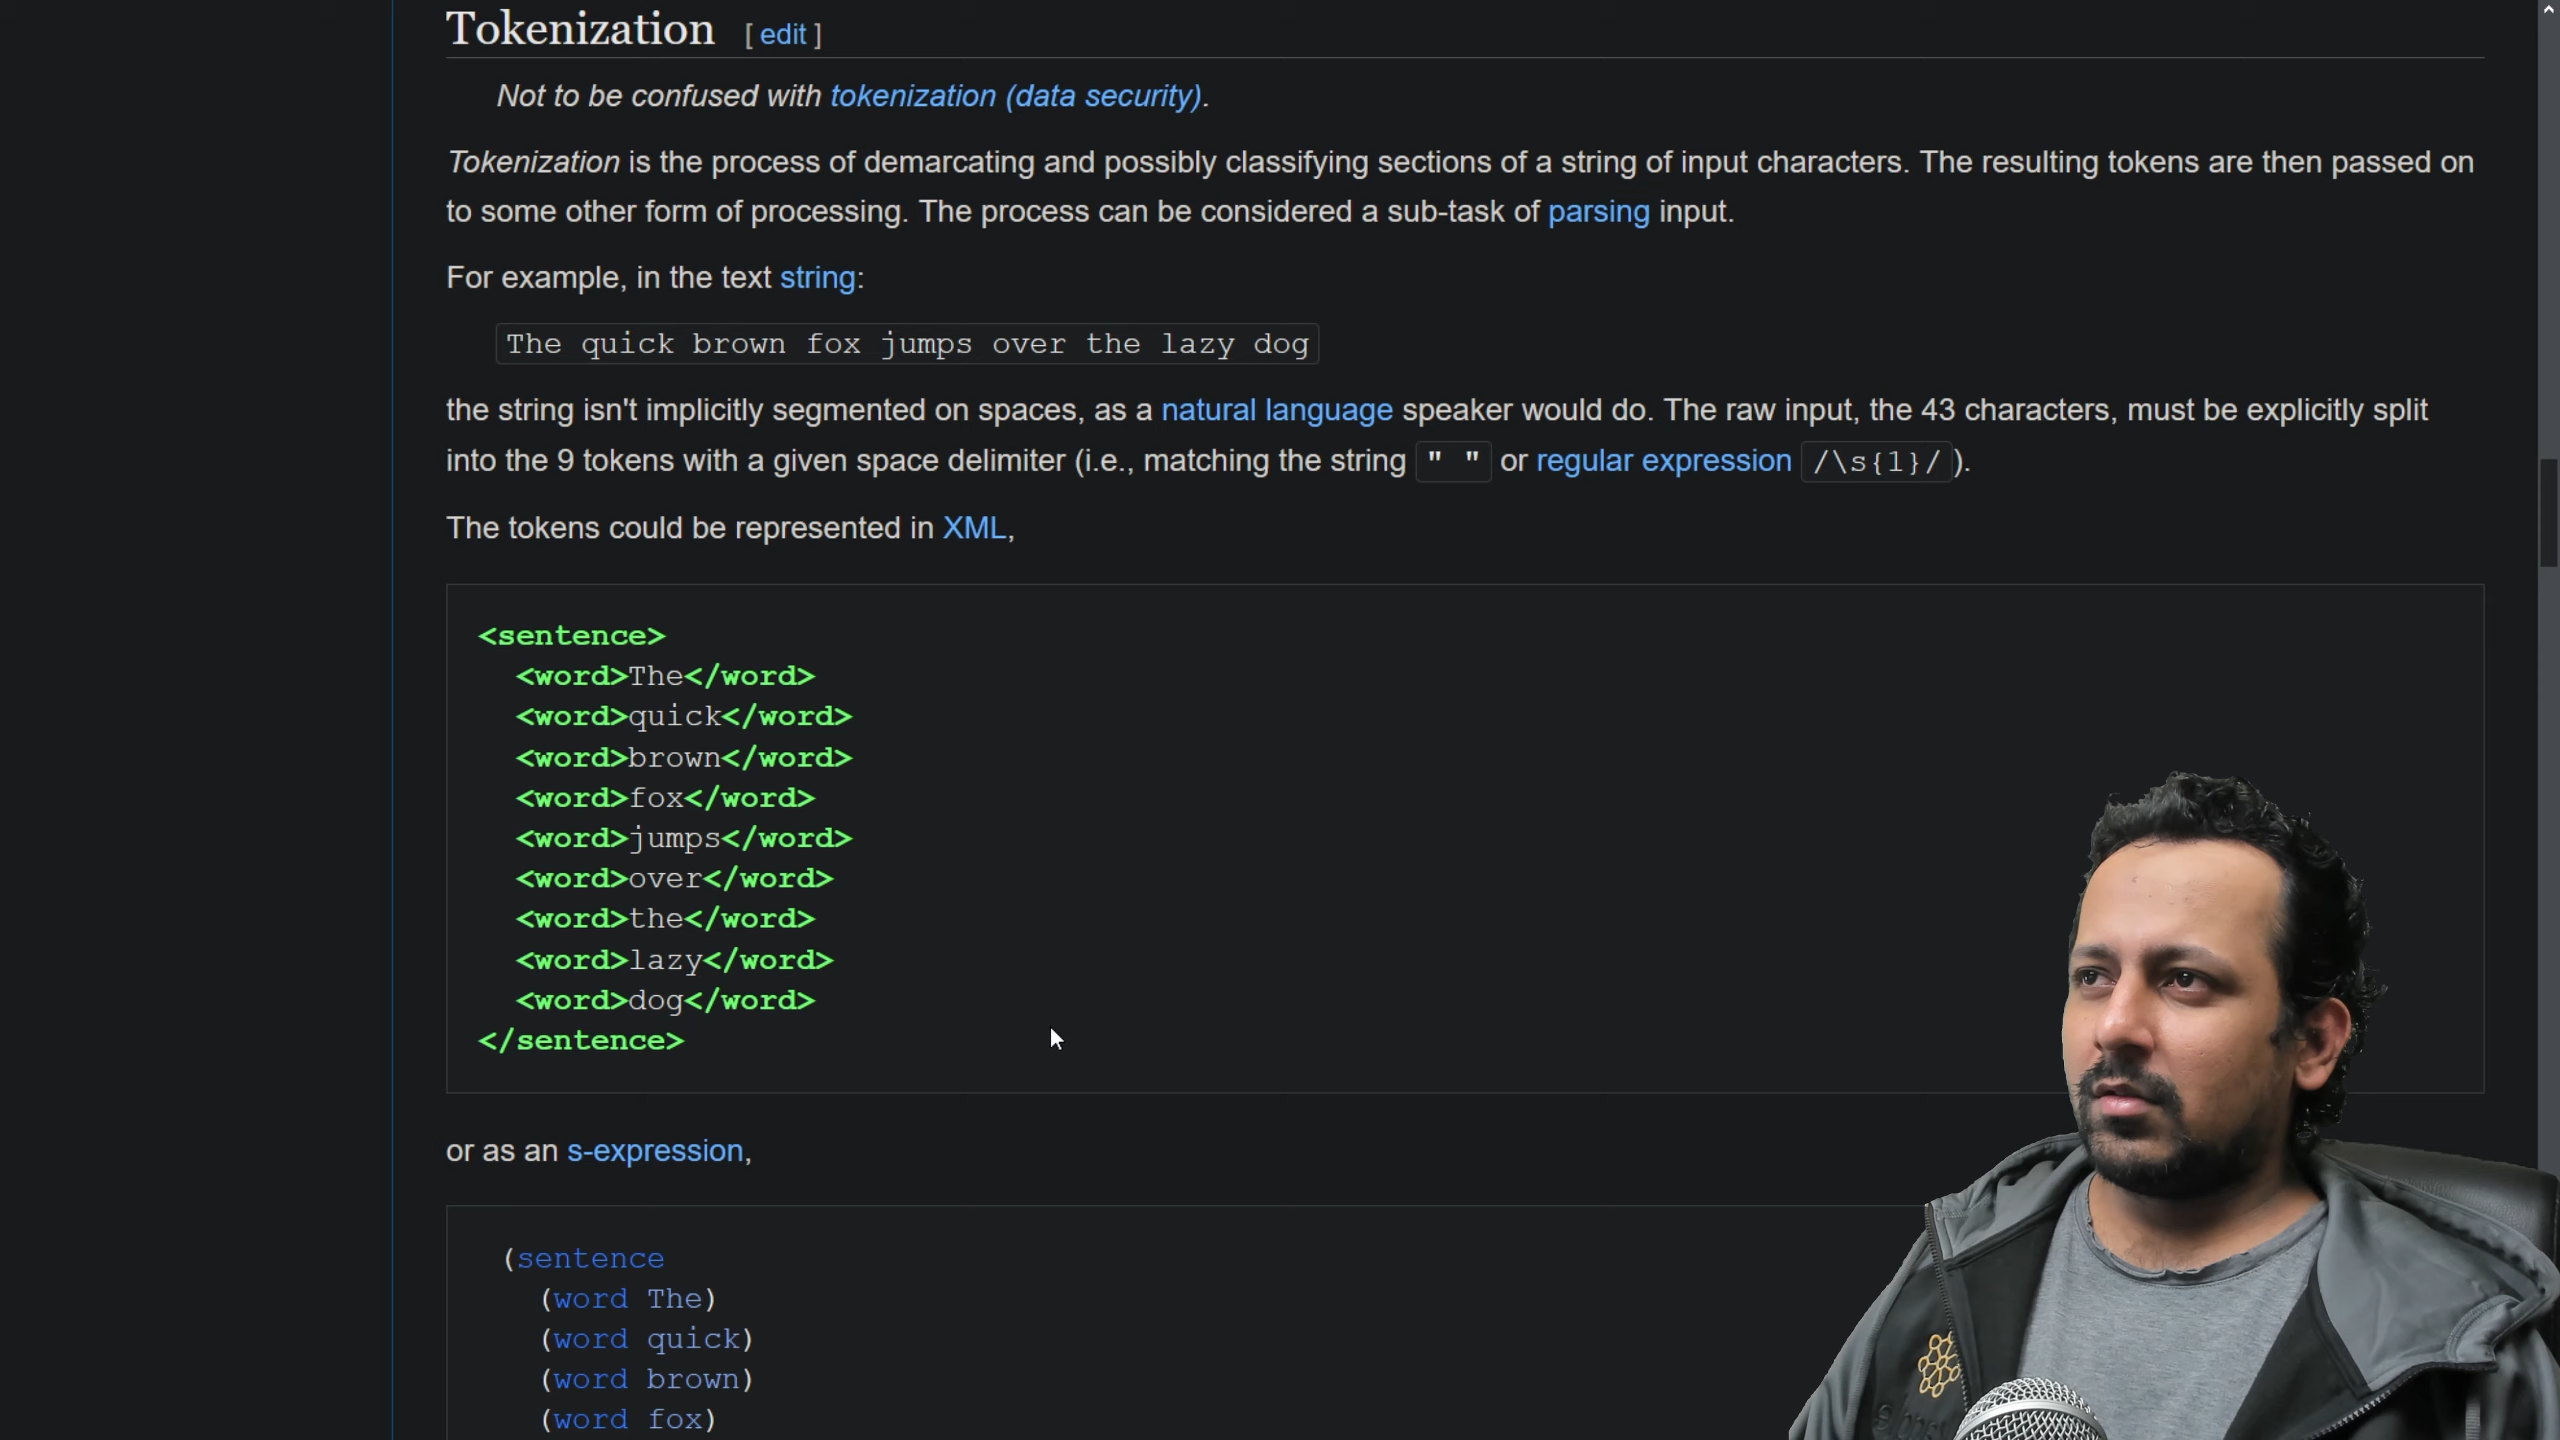 Tokenization [ edit ]
Not to be confused with tokenization (data security).
Tokenization is the process of demarcating and possibly classifying sections of a string of input characters. The resulting tokens are then passed on
to some other form of processing. The process can be considered a sub-task of parsing input.
For example, in the text string:
The quick brown fox jumps over the lazy dog
the string isn't implicitly segmented on spaces, as a natural language speaker would do. The raw input, the 43 characters, must be explicitly split
into the 9 tokens with a given space delimiter (i.e., matching the string " " or regular expression /\s{1}/ ).
The tokens could be represented in XML,
<sentence>
<word>The</word>
<word>quick</word>
<word>brown</word>
<word>fox</word>
<word>jumps</word>
<word>over</word>
<word>the</word>
<word>lazy</word>
<word>dog</word>
</sentence>
or as an s-expression,
(sentence
(word The)
(word quick)
(word brown)
(word fox)